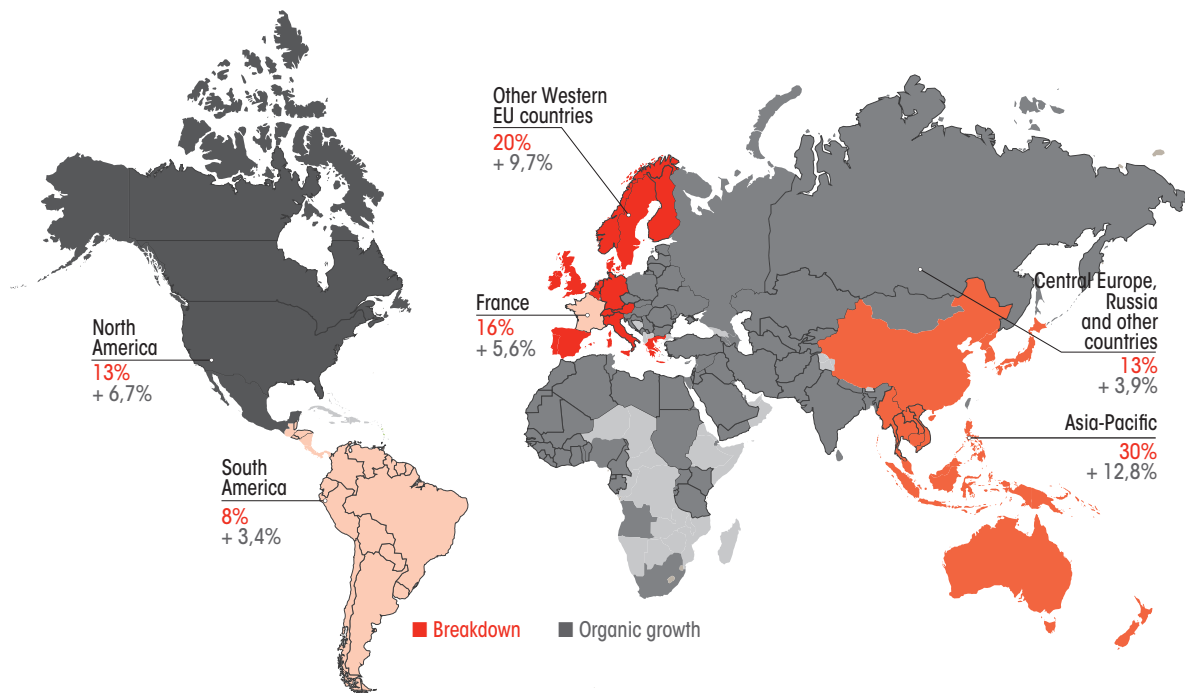 Other Western
EU countries
20%
+ 9,7%
France
16%
+ 5,6%
North
America
13%
+ 6,7%
South
America
8%
+ 3,4%
Central Europe,
Russia
and other
countries
13%
+ 3,9%
Asia-Pacific
30%
+ 12,8%
Breakdown
Organic growth